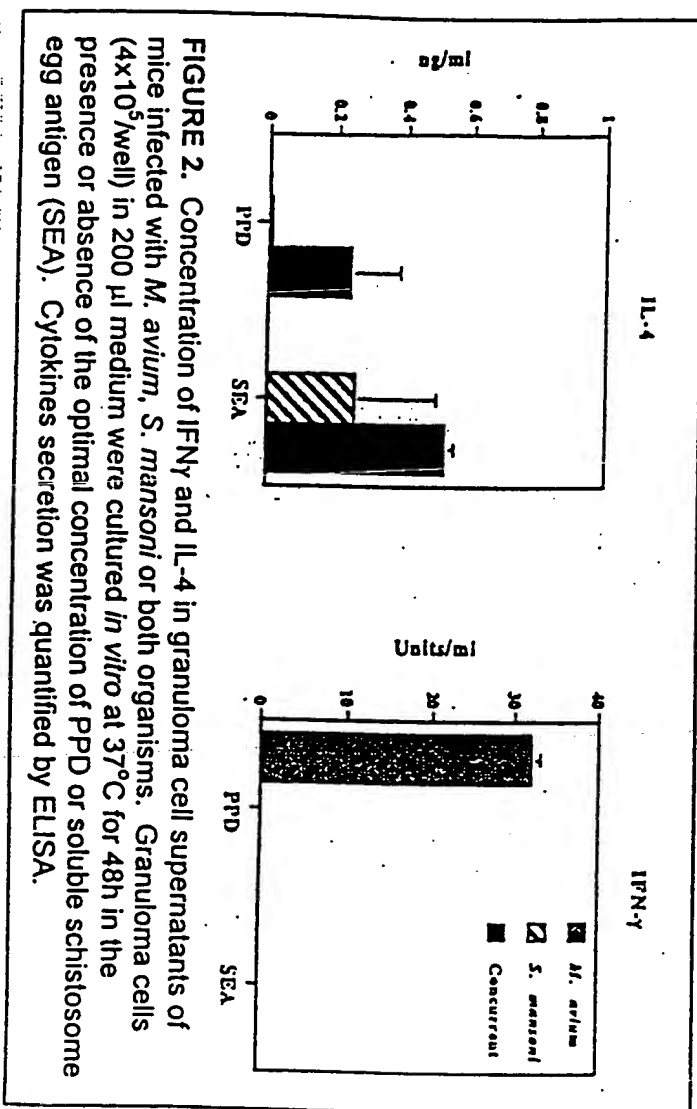 IL-4
ng/ml
1
0.8
0.6
0.4
0.2
0
PPD
SEA
IFN-γ
Units/ml
40
30
20
10
0
PPD
SEA
M. avium
S. mansoni
Concurrent
FIGURE 2. Concentration of IFNγ and IL-4 in granuloma cell supernatants of
mice infected with M. avium, S. mansoni or both organisms. Granuloma cells
(4x10⁵/well) in 200 µl medium were cultured in vitro at 37°C for 48h in the
presence or absence of the optimal concentration of PPD or soluble schistosome
egg antigen (SEA). Cytokines secretion was quantified by ELISA.